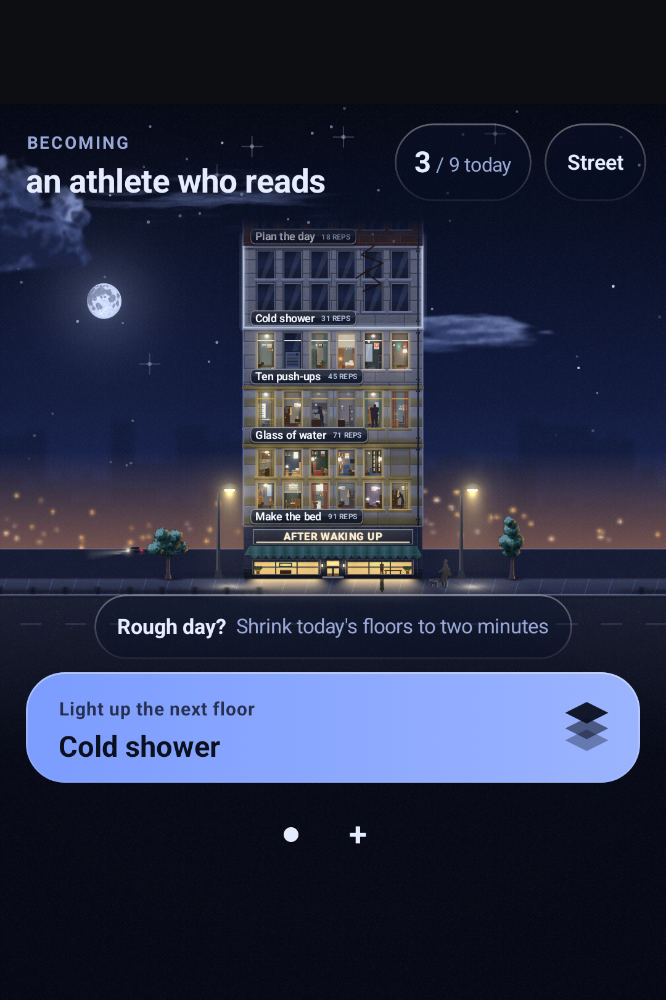 BECOMING
an athlete who reads
3 / 9 today
Street
Plan the day 18 REPS
Cold shower 31 REPS
Ten push-ups 45 REPS
Glass of water 71 REPS
Make the bed 91 REPS
AFTER WAKING UP
Rough day? Shrink today's floors to two minutes
Light up the next floor
Cold shower